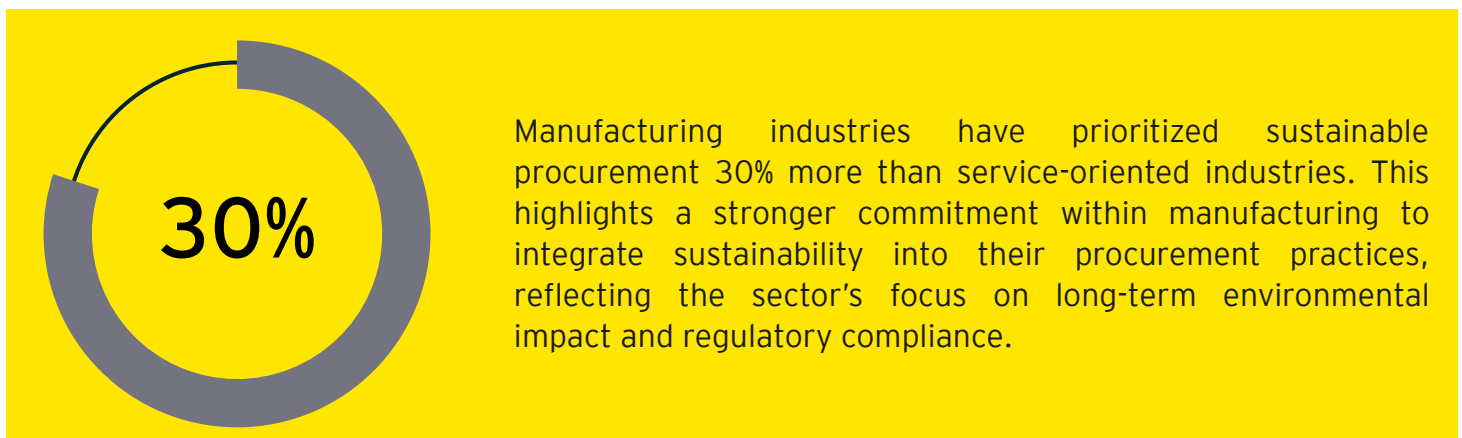 30%
Manufacturing industries have prioritized sustainable
procurement 30% more than service-oriented industries. This
highlights a stronger commitment within manufacturing to
integrate sustainability into their procurement practices,
reflecting the sector’s focus on long-term environmental
impact and regulatory compliance.